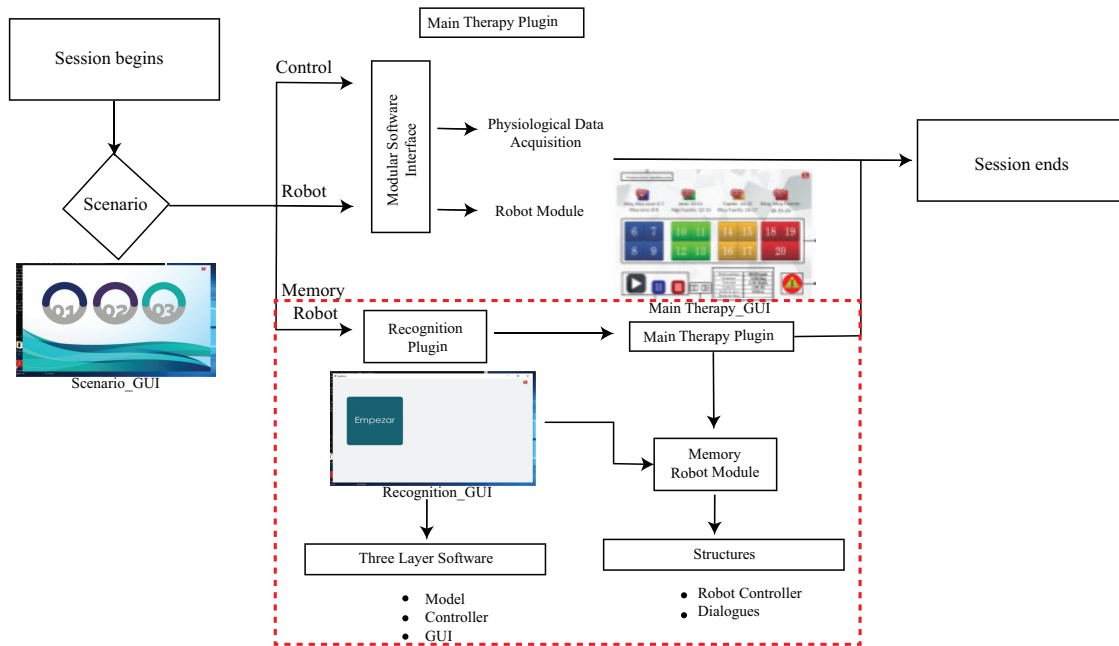 Main Therapy Plugin
Session begins
Control
Modular Software
Interface
Physiological Data
Acquisition
Session ends
Scenario
Robot
Robot Module
6 7
8 9
10 11
12 13
14 15
16 17
18 19
20
01 02 03
Scenario_GUI
Main Therapy_GUI
Memory
Robot
Recognition
Plugin
Main Therapy Plugin
Empezar
Recognition_GUI
Memory
Robot Module
Three Layer Software
Structures
• Model
• Controller
• GUI
• Robot Controller
• Dialogues